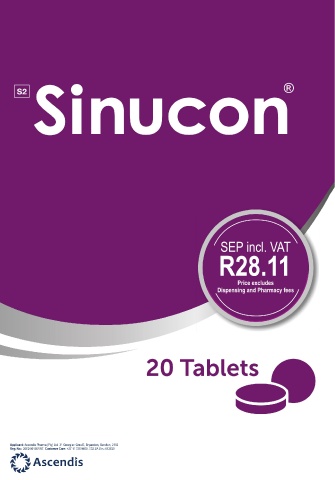 S2
Sinucon®
SEP incl. VAT
R28.11
Price excludes
Dispensing and Pharmacy fees
20 Tablets
Ascendis